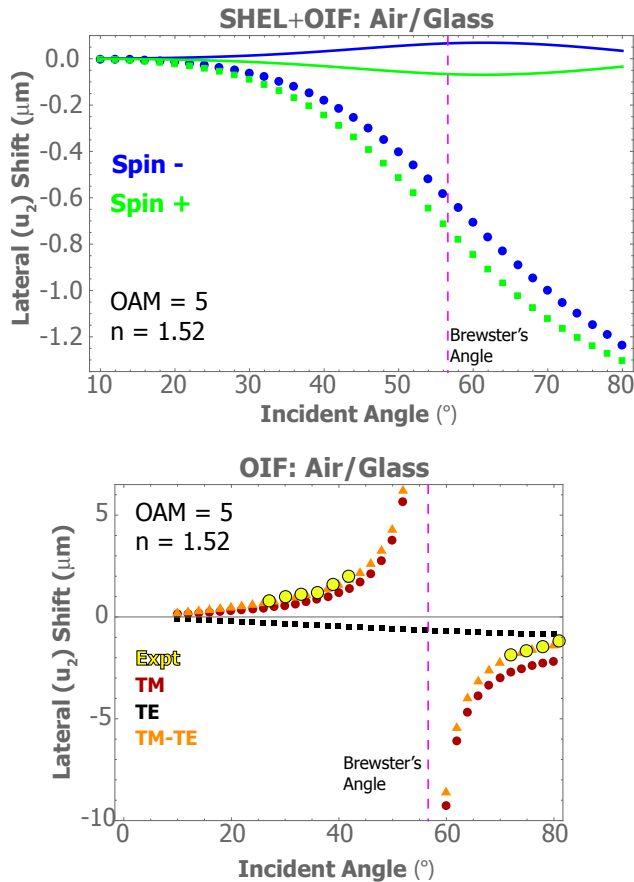 SHEL+OIF: Air/Glass
Lateral (u₂) Shift (μm)
0.0
-0.2
-0.4
-0.6
-0.8
-1.0
-1.2
Spin -
Spin +
OAM = 5
n = 1.52
Brewster's
Angle
10 20 30 40 50 60 70 80
Incident Angle (°)
OIF: Air/Glass
Lateral (u₂) Shift (μm)
5
0
-5
-10
OAM = 5
n = 1.52
Expt
TM
TE
TM-TE
Brewster's
Angle
0 20 40 60 80
Incident Angle (°)